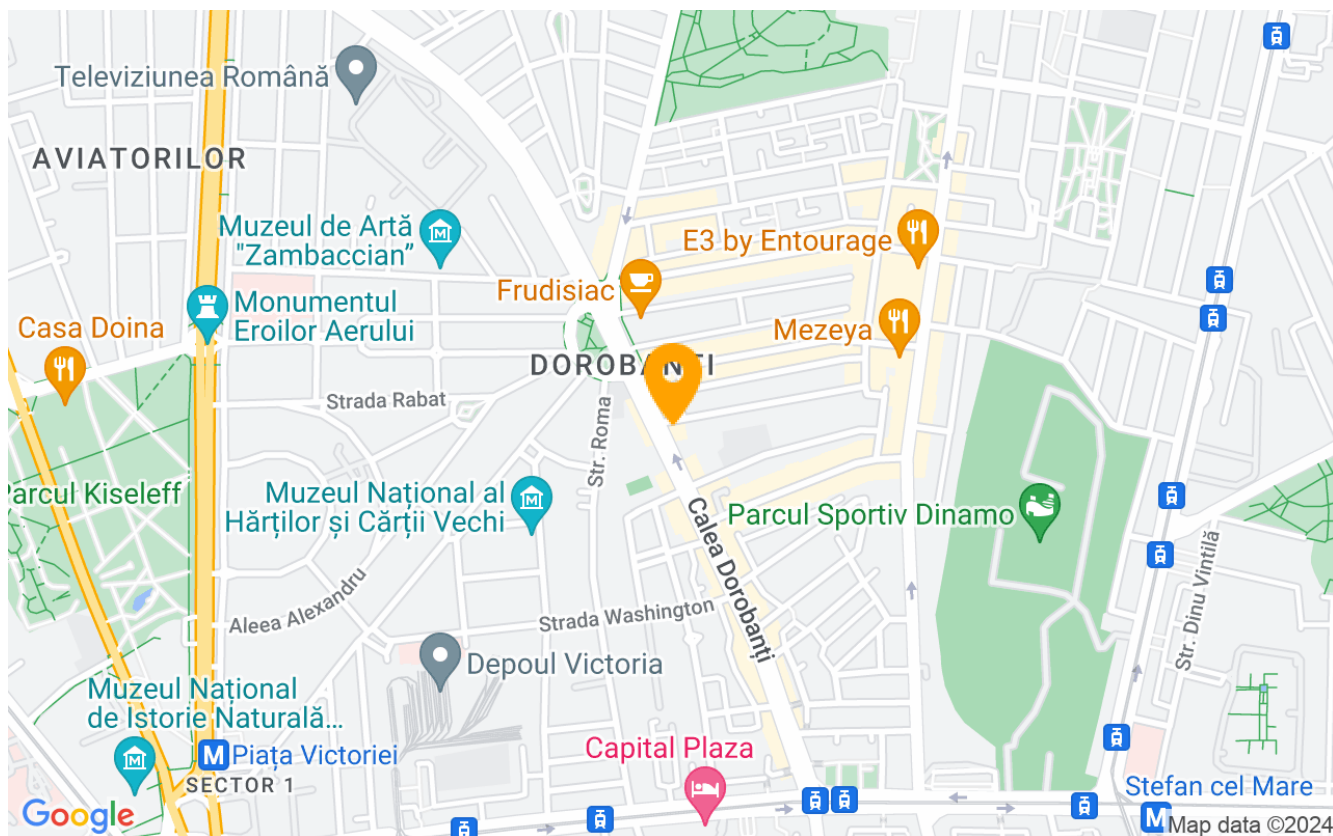 Televiziunea Română
AVIATORILOR
Muzeul de Artă
"Zambaccian”
E3 by Entourage
Frudisiac
Monumentul
Eroilor Aerului
Casa Doina
Mezeya
DOROBANȚI
Strada Rabat
Str. Roma
Parcul Kiseleff
Muzeul Național al
Hărților și Cărții Vechi
Parcul Sportiv Dinamo
Calea Dorobanți
Str. Dinu Vintilă
Aleea Alexandru
Strada Washington
Depoul Victoria
Muzeul Național
de Istorie Naturală...
M Piața Victoriei
Capital Plaza
SECTOR 1
Stefan cel Mare
M
Google
Map data ©2024